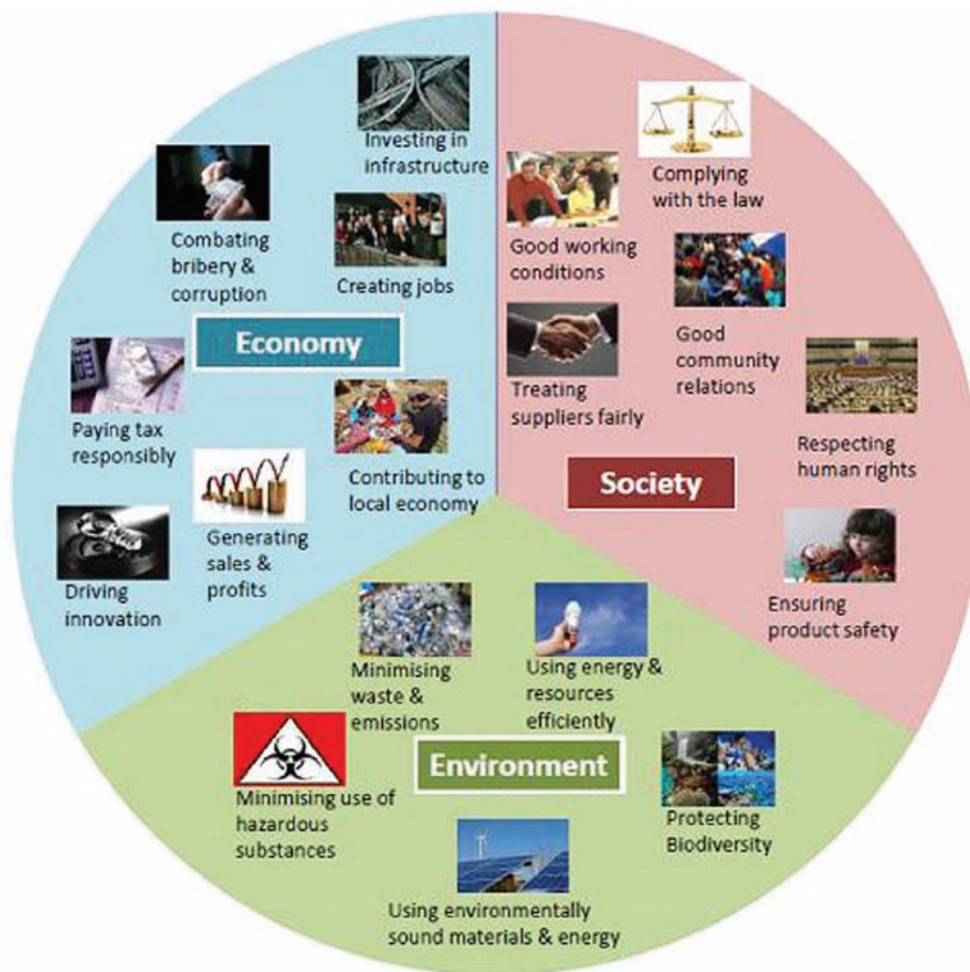 Investing in
infrastructure
Combating
bribery &
corruption
Creating jobs
Economy
Paying tax
responsibly
Contributing to
local economy
Generating
sales &
profits
Driving
innovation
Complying
with the law
Good working
conditions
Good
community
relations
Treating
suppliers fairly
Respecting
human rights
Society
Ensuring
product safety
Minimising
waste &
emissions
Using energy &
resources
efficiently
Environment
Minimising use of
hazardous
substances
Protecting
Biodiversity
Using environmentally
sound materials & energy